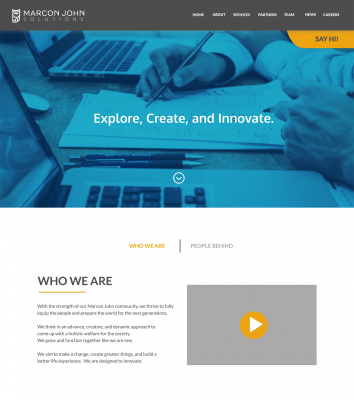 MARCON JOHN
SOLUTIONS
HOME ABOUT SERVICES PARTNERS TEAM NEWS CAREERS
SAY HI!
Explore, Create, and Innovate.
WHO WE ARE PEOPLE BEHIND
WHO WE ARE
With the strength of our Marcon John community, we thrive to fully
equip the people and prepare the world for the next generations.
We think in an advance, creative, and dynamic approach to
come up with a holistic welfare for the society.
We grow and function together like we are one.
We aim to make a change, create greater things, and build a
better life experience. We are designed to innovate.